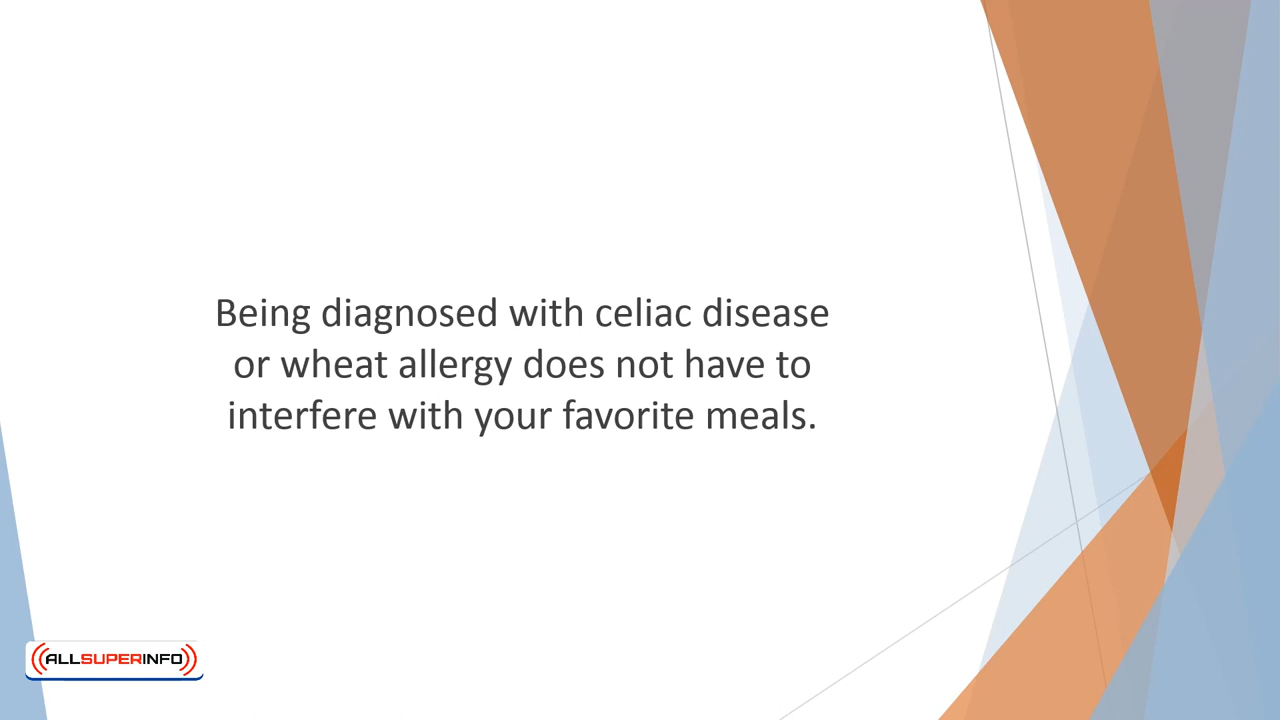 Being diagnosed with celiac disease
or wheat allergy does not have to
interfere with your favorite meals.
ALLSUPERINFO